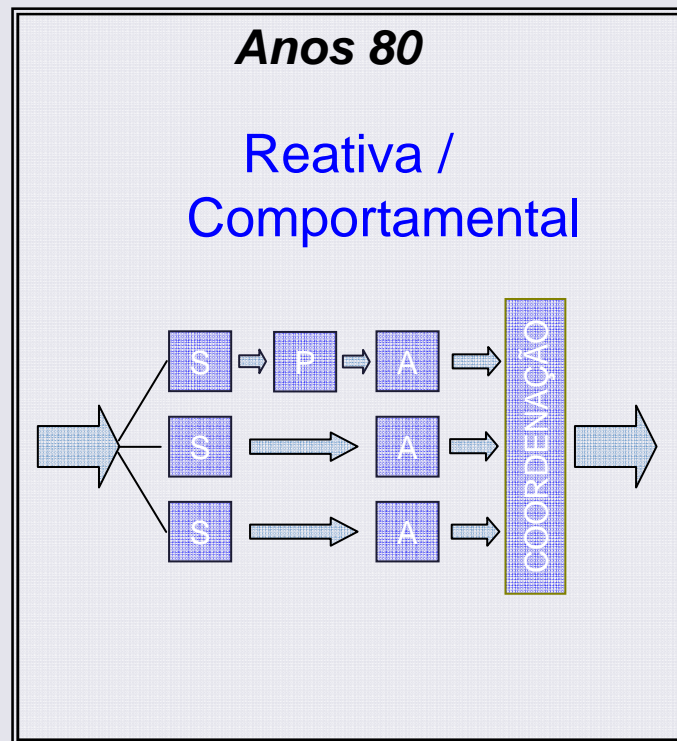 Anos 80
Reativa /
Comportamental
S P A
S A
S A
COORDENAÇÃO